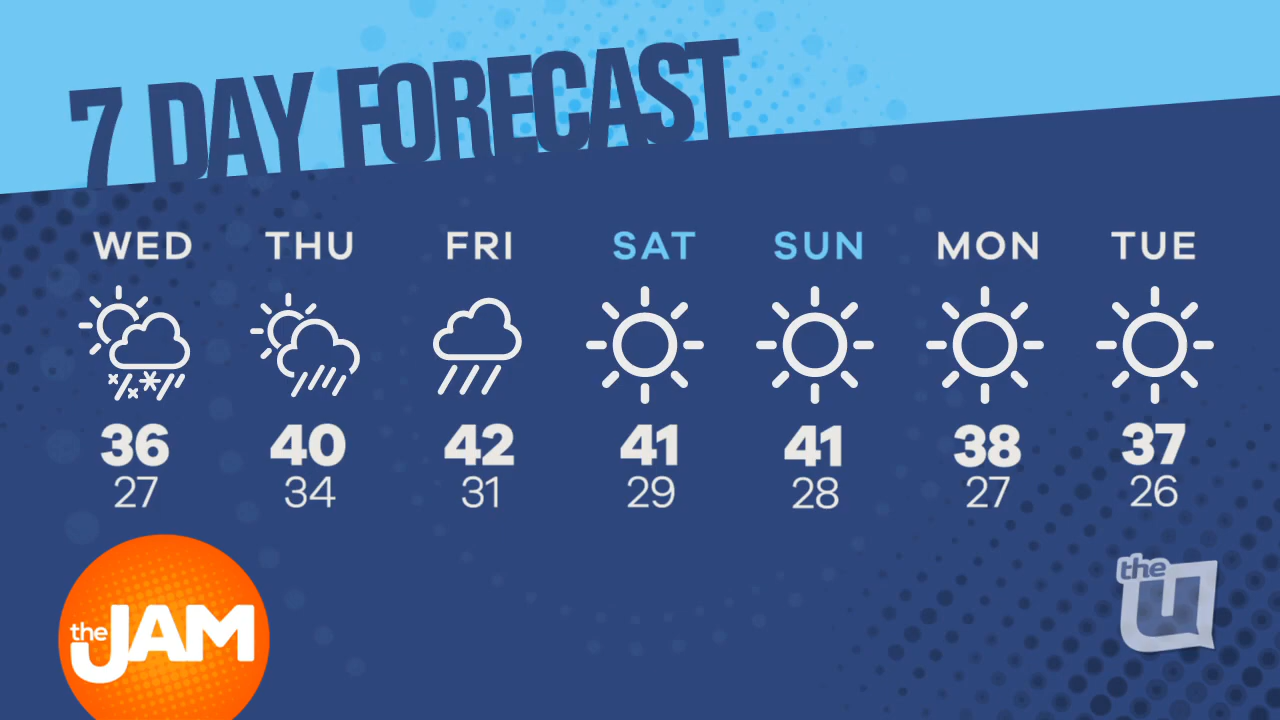 7 DAY FORECAST
WED THU FRI SAT SUN MON TUE
36 40 42 41 41 38 37
27 34 31 29 28 27 26
the JAM
the U